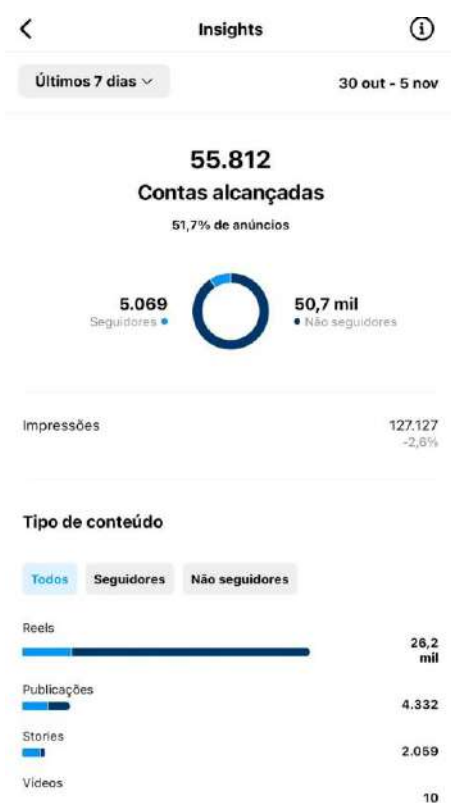 Insights
Últimos 7 dias
30 out - 5 nov
55.812
Contas alcançadas
51,7% de anúncios
5.069
Seguidores
50,7 mil
Não seguidores
Impressões
127.127
-2,6%
Tipo de conteúdo
Todos
Seguidores
Não seguidores
Reels
26,2
mil
Publicações
4.332
Stories
2.059
Vídeos
10